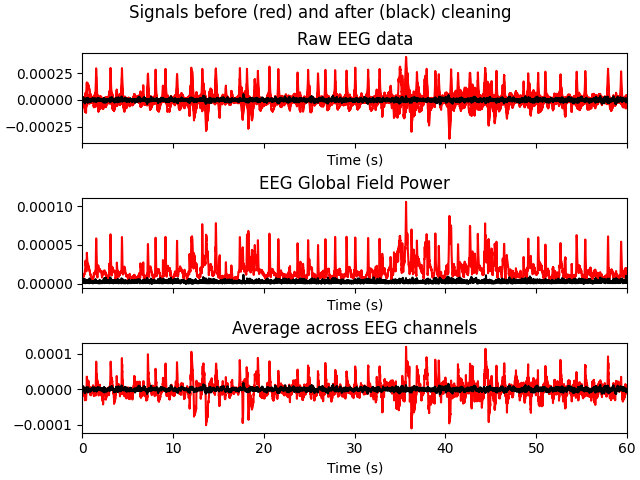 Signals before (red) and after (black) cleaning
Raw EEG data
0.00025
0.00000
−0.00025
Time (s)
EEG Global Field Power
0.00010
0.00005
0.00000
Time (s)
Average across EEG channels
0.0001
0.0000
−0.0001
0 10 20 30 40 50 60
Time (s)